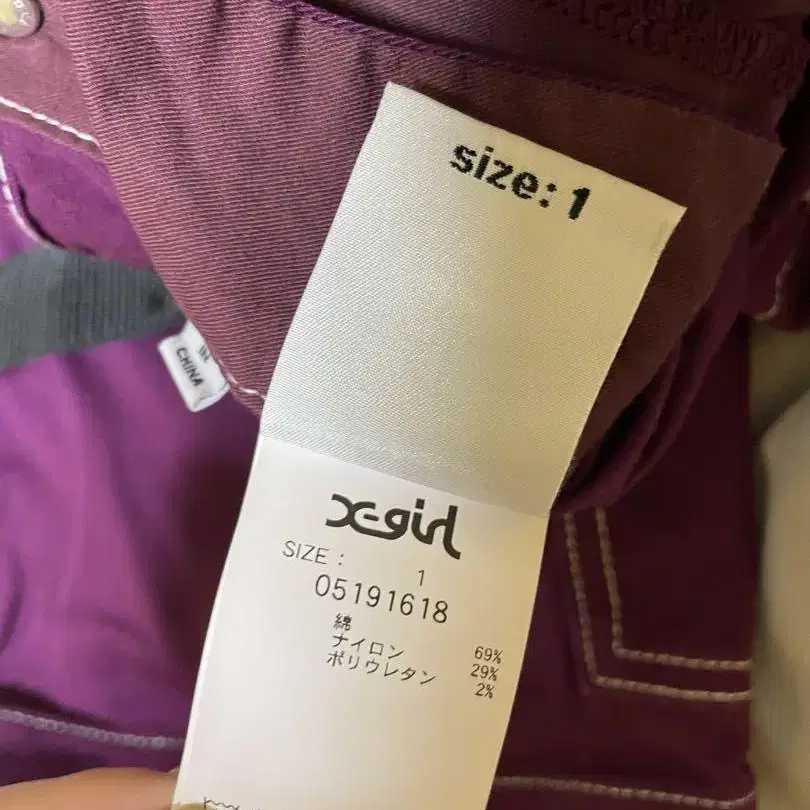 size: 1
CHINA
X-girl
SIZE : 1
05191618
綿 69%
ナイロン 29%
ポリウレタン 2%